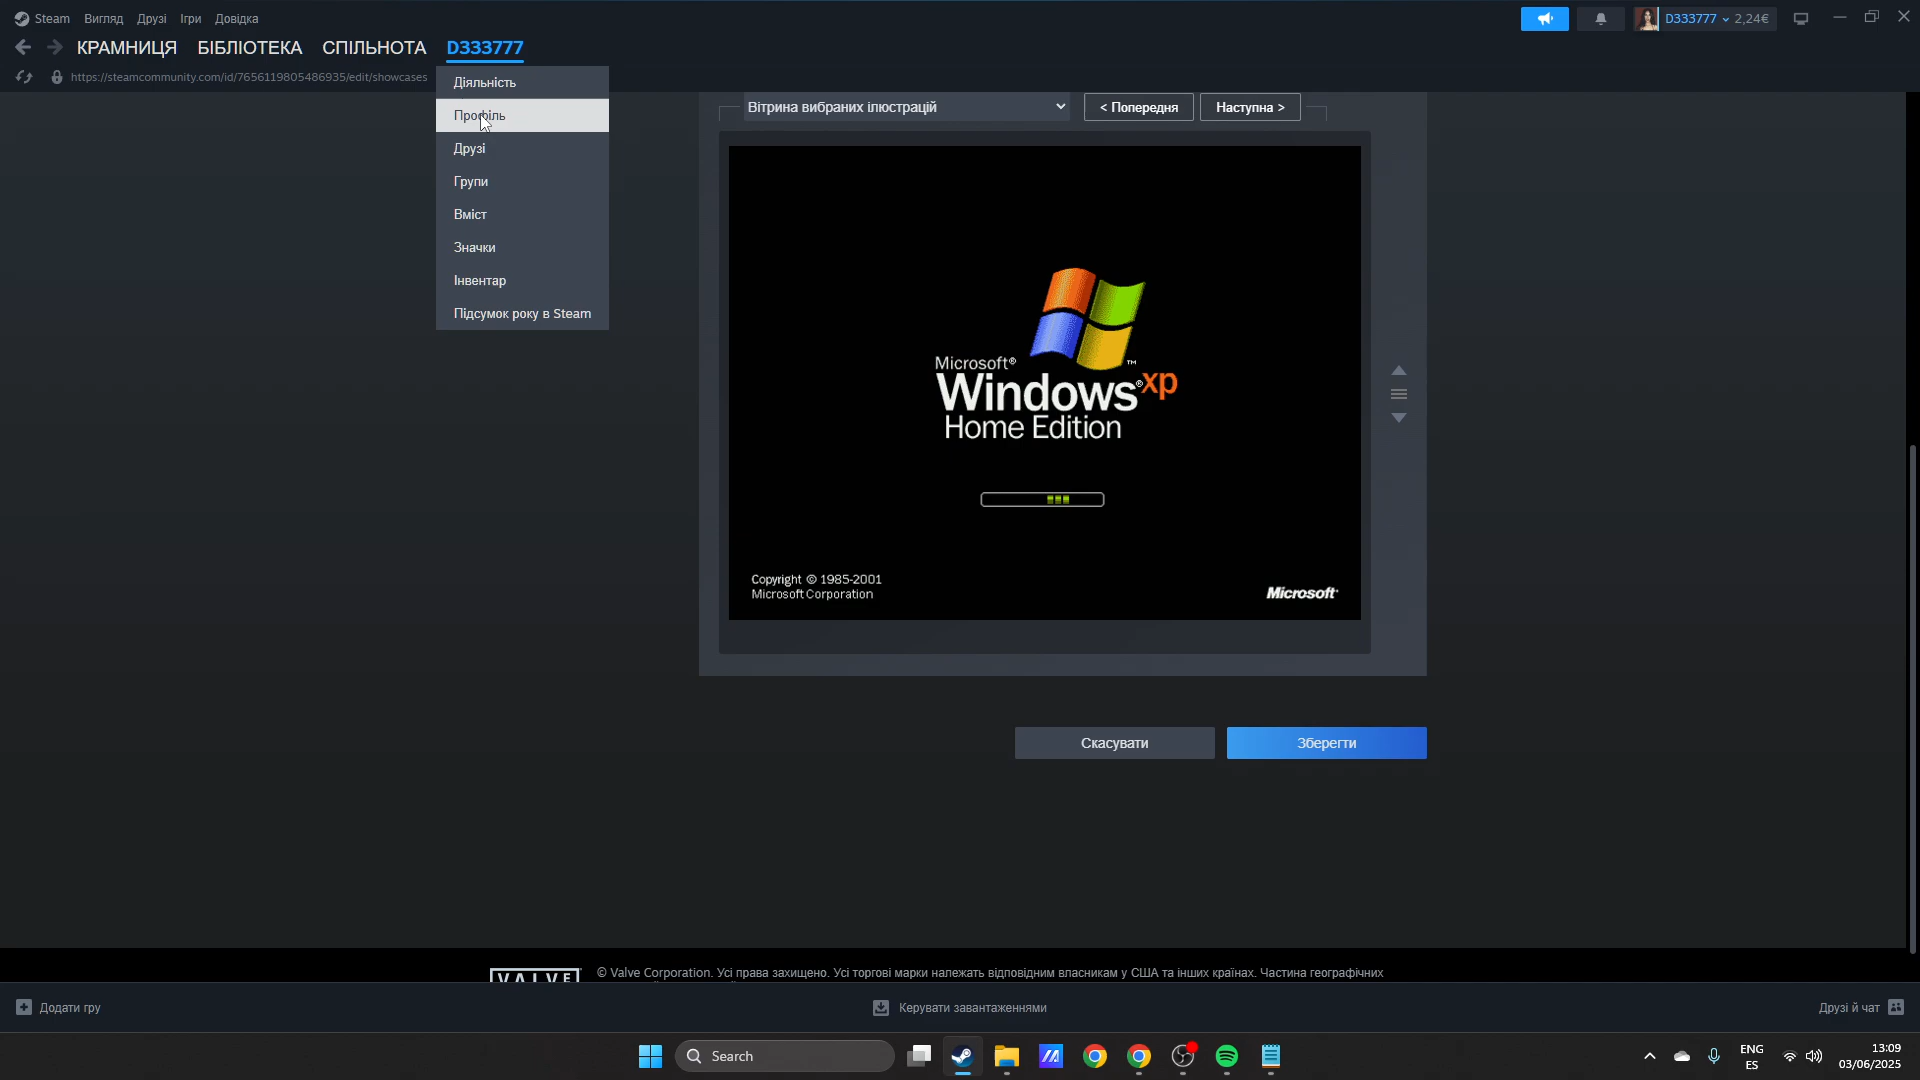 Steam Вигляд Друзі Ігри Довідка
D333777 2,24€
КРАМНИЦЯ БІБЛІОТЕКА СПІЛЬНОТА D333777
https://steamcommunity.com/id/7656119805486935/edit/showcases
Діяльність
Профіль
Друзі
Групи
Вміст
Значки
Інвентар
Підсумок року в Steam
Вітрина вибраних ілюстрацій
< Попередня
Наступна >
Microsoft®
Windows® xp ™
Home Edition
Copyright © 1985-2001
Microsoft Corporation
Microsoft®
Скасувати
Зберегти
VALVE
© Valve Corporation. Усі права захищено. Усі торгові марки належать відповідним власникам у США та інших країнах. Частина географічних
Додати гру
Керувати завантаженнями
Друзі й чат
Search
ENG
ES
13:09
03/06/2025